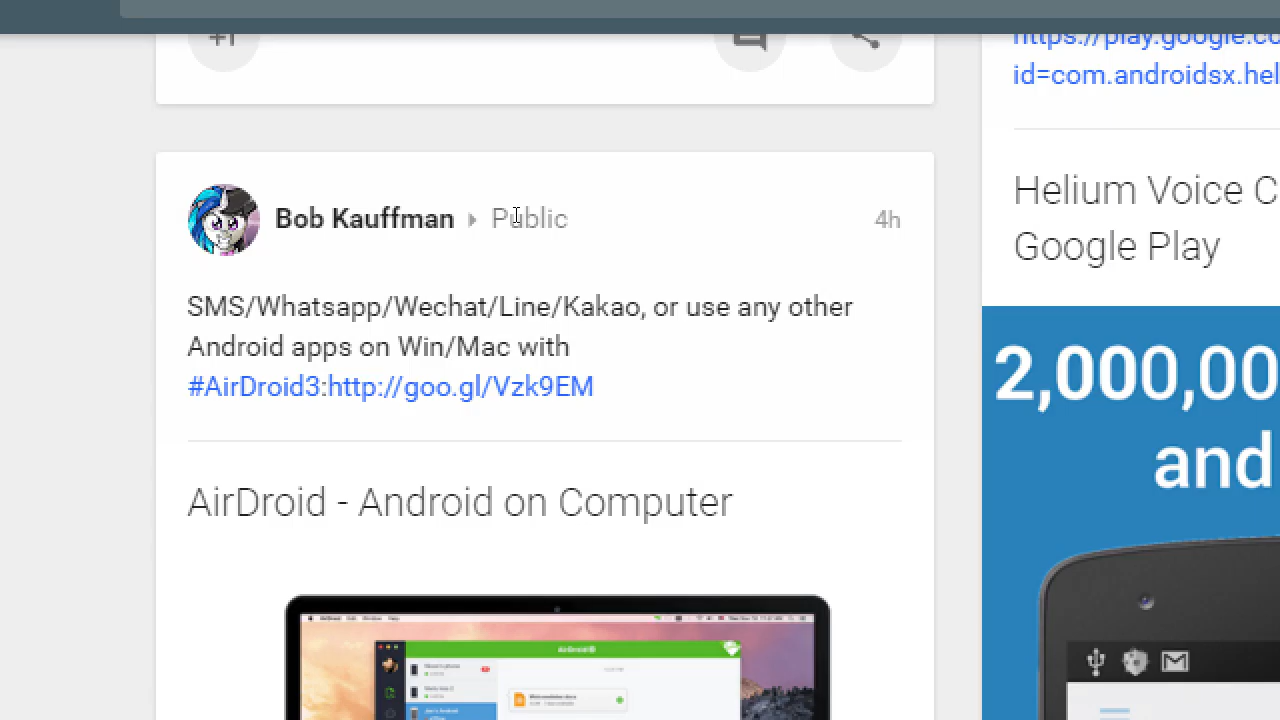 +1
https://play.google.co
id=com.androidsx.hel
Bob Kauffman Public 4h
SMS/Whatsapp/Wechat/Line/Kakao, or use any other
Android apps on Win/Mac with
#AirDroid3:http://goo.gl/Vzk9EM
AirDroid - Android on Computer
Helium Voice C
Google Play
2,000,00
and